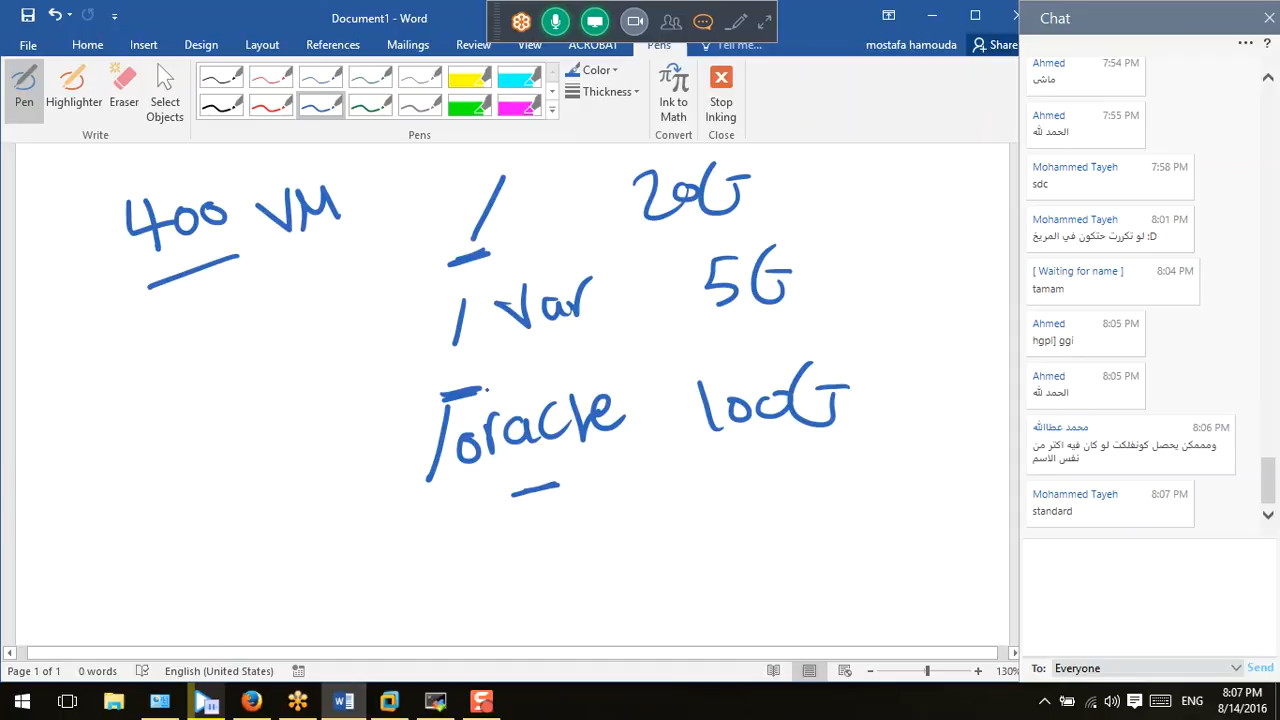 Document1 - Word
File
Home
Insert
Design
Layout
References
Mailings
Review
View
ACROBAT
Pens
Tell me...
mostafa hamouda
Share
Pen
Highlighter
Eraser
Select Objects
Color
Thickness
Ink to Math
Stop Inking
Write
Pens
Convert
Close
400 VM
/ 20G
/var 5G
/oracle 100G
Page 1 of 1
0 words
English (United States)
130%
Chat
?
Ahmed 7:54 PM
ماشى
Ahmed 7:55 PM
الحمد لله
Mohammed Tayeh 7:58 PM
sdc
Mohammed Tayeh 8:01 PM
لو تكررت حتكون في المريخ :D
[ Waiting for name ] 8:04 PM
tamam
Ahmed 8:05 PM
hgpl] ggi
Ahmed 8:05 PM
الحمد لله
محمد عطاالله 8:06 PM
ومممكن يحصل كونفلكت لو كان فيه اكتر من
نفس الاسم
Mohammed Tayeh 8:07 PM
standard
To: Everyone
Send
ENG
8:07 PM
8/14/2016